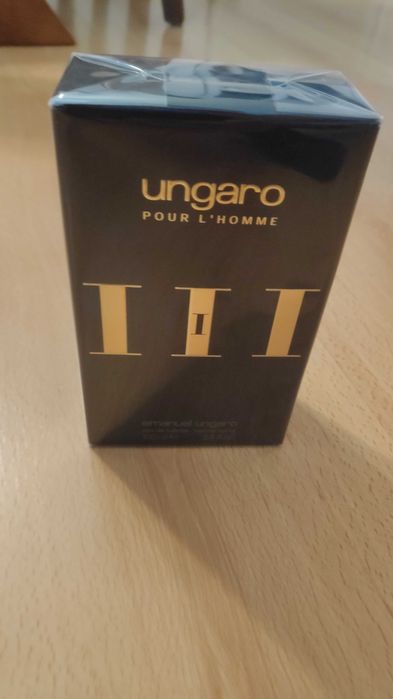 ungaro
POUR L'HOMME
III
I
emanuel ungaro